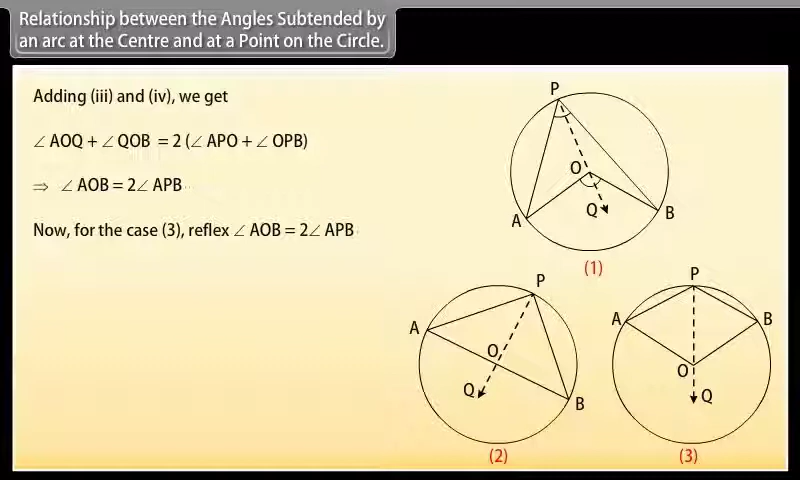 Relationship between the Angles Subtended by
an arc at the Centre and at a Point on the Circle.
Adding (iii) and (iv), we get
∠ AOQ + ∠ QOB = 2 (∠ APO + ∠ OPB)
⇒ ∠ AOB = 2∠ APB
Now, for the case (3), reflex ∠ AOB = 2∠ APB
P
O
A
Q
B
(1)
P
A
O
Q
B
(2)
P
A
B
O
Q
(3)